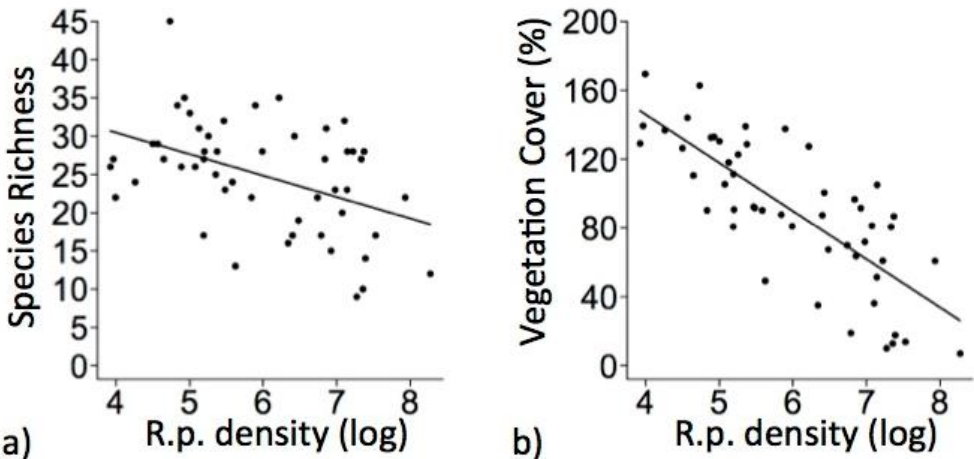 Species Richness
45
40
35
30
25
20
15
10
5
0
4 5 6 7 8
R.p. density (log)
a)
Vegetation Cover (%)
200
160
120
80
40
0
4 5 6 7 8
R.p. density (log)
b)